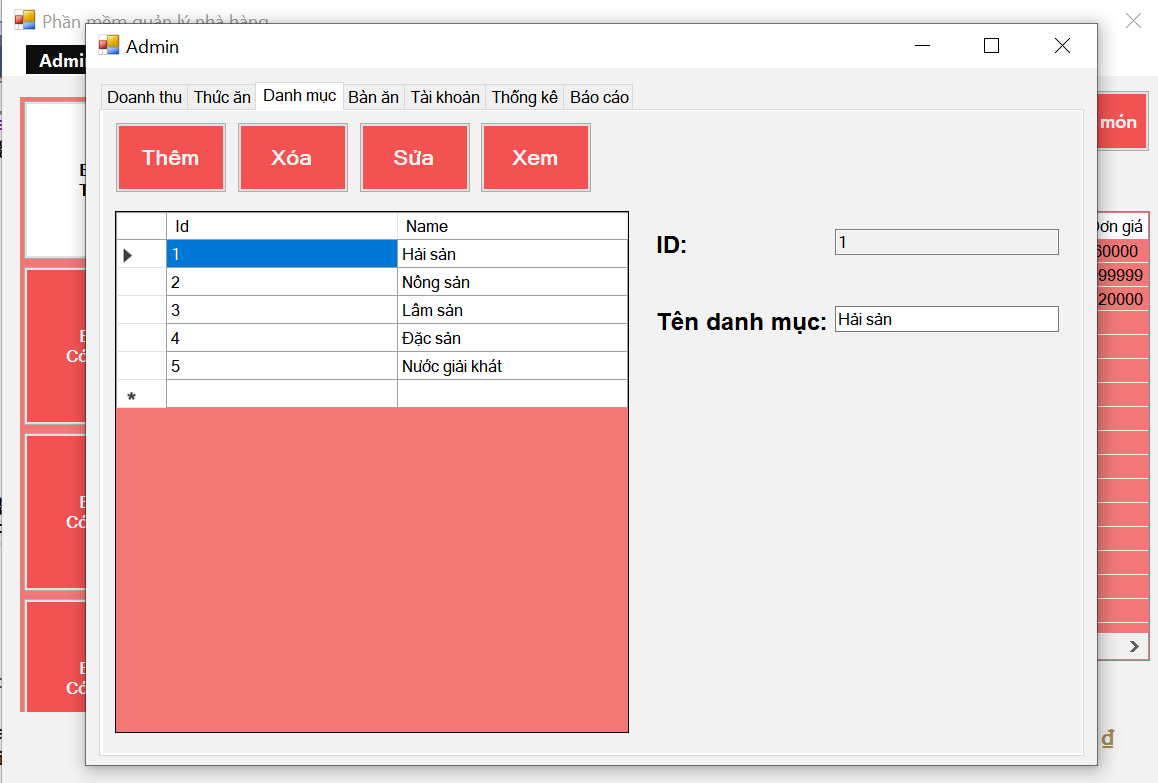 Phần mềm quản lý nhà hàng
Admin
Admin
Doanh thu Thức ăn Danh mục Bàn ăn Tài khoản Thống kê Báo cáo
Thêm Xóa Sửa Xem
món
Id Name
1 Hải sản
2 Nông sản
3 Lâm sản
4 Đặc sản
5 Nước giải khát
*
ID: 1
Tên danh mục: Hải sản
Đơn giá
60000
99999
20000
đ